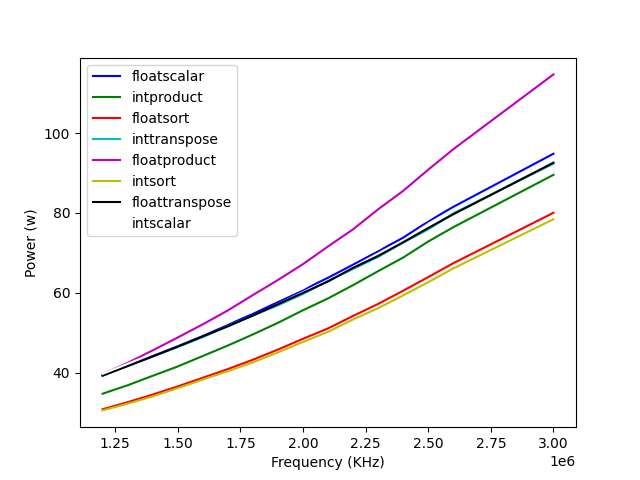 floatscalar
intproduct
floatsort
inttranspose
floatproduct
intsort
floattranspose
intscalar
100
80
60
40
Power (w)
1.25 1.50 1.75 2.00 2.25 2.50 2.75 3.00
1e6
Frequency (KHz)